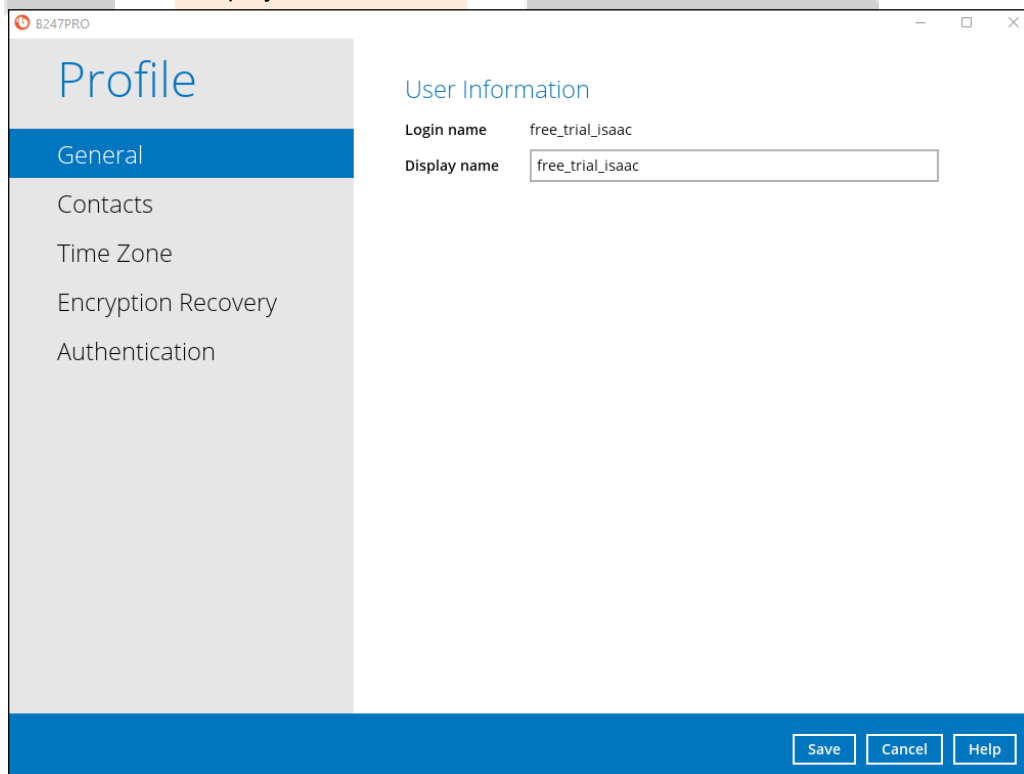 B247PRO
Profile
General
Contacts
Time Zone
Encryption Recovery
Authentication
User Information
Login name free_trial_isaac
Display name free_trial_isaac
Save Cancel Help